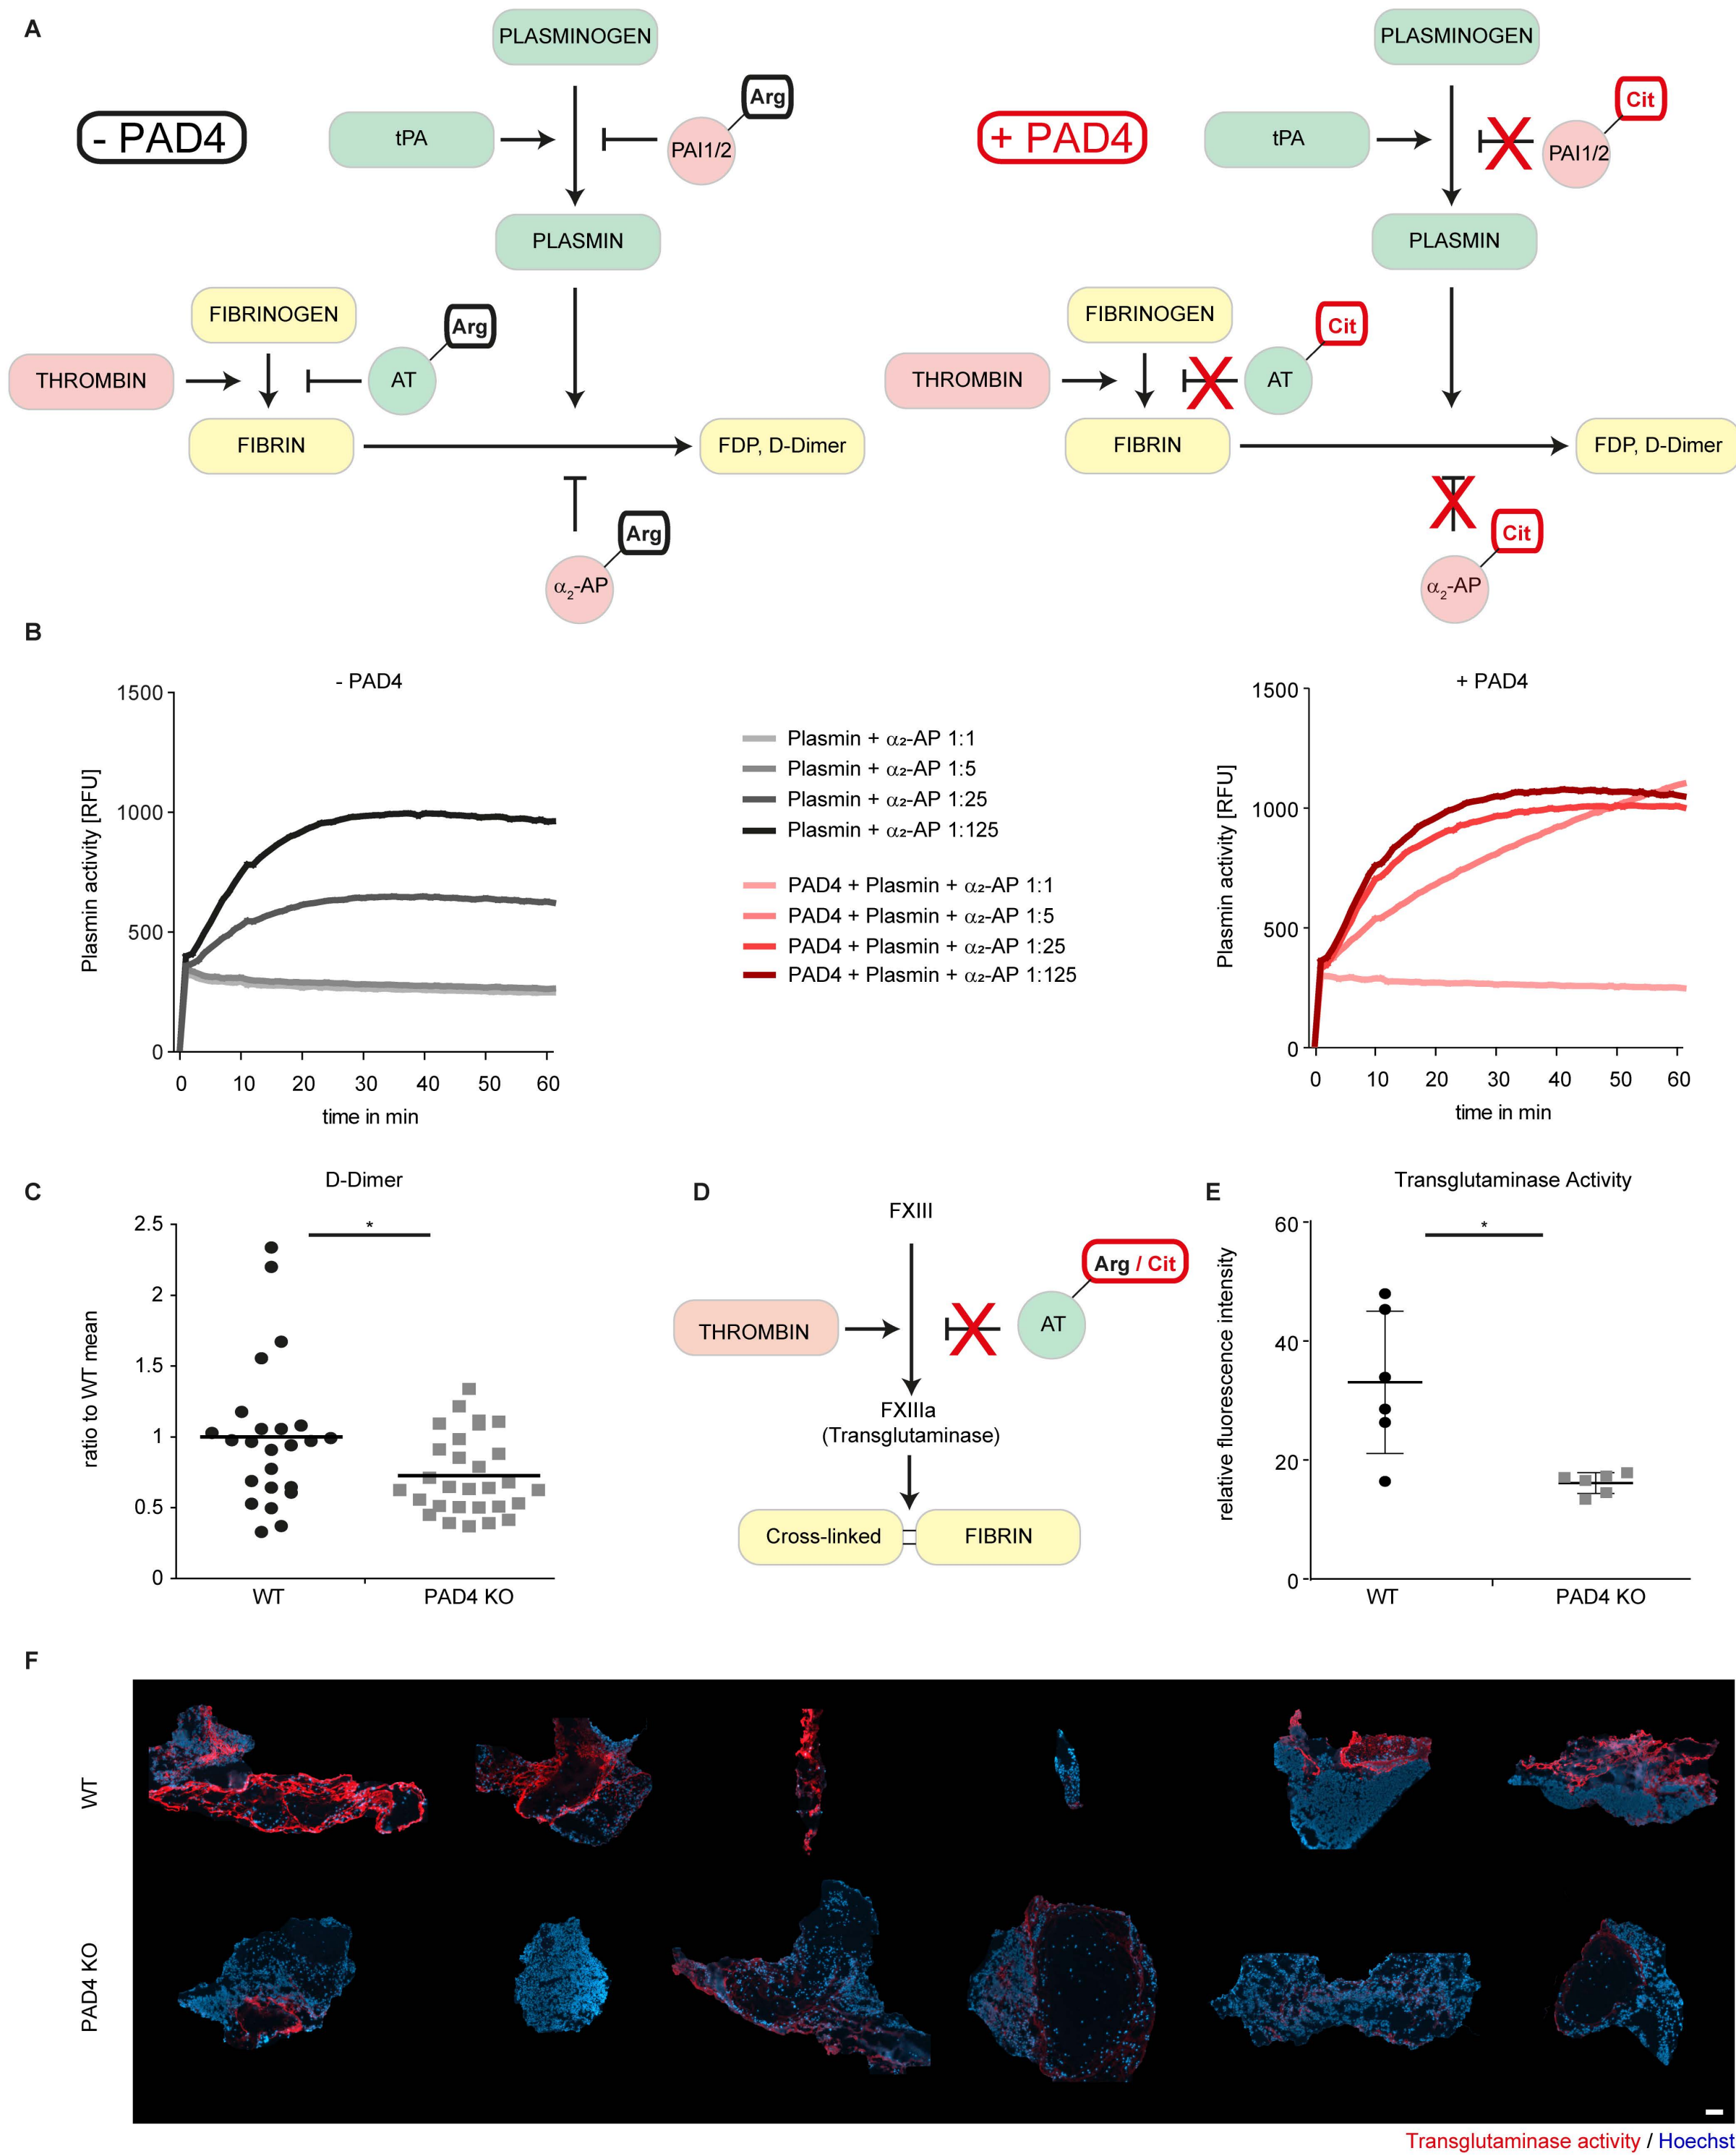 A
PLASMINOGEN
Arg
- PAD4
tPA
PAI1/2
PLASMIN
FIBRINOGEN
Arg
THROMBIN
AT
FIBRIN
FDP, D-Dimer
Arg
α2-AP
PLASMINOGEN
Cit
+ PAD4
tPA
X
PAI1/2
PLASMIN
FIBRINOGEN
Cit
THROMBIN
X
AT
FIBRIN
FDP, D-Dimer
X
Cit
α2-AP
B
- PAD4
Plasmin activity [RFU]
1500
1000
500
0
0 10 20 30 40 50 60
time in min
Plasmin + α₂-AP 1:1
Plasmin + α₂-AP 1:5
Plasmin + α₂-AP 1:25
Plasmin + α₂-AP 1:125
PAD4 + Plasmin + α₂-AP 1:1
PAD4 + Plasmin + α₂-AP 1:5
PAD4 + Plasmin + α₂-AP 1:25
PAD4 + Plasmin + α₂-AP 1:125
+ PAD4
Plasmin activity [RFU]
1500
1000
500
0
0 10 20 30 40 50 60
time in min
C
D-Dimer
*
ratio to WT mean
2.5
2
1.5
1
0.5
0
WT PAD4 KO
D
FXIII
Arg / Cit
THROMBIN
X
AT
FXIIIa
(Transglutaminase)
Cross-linked
FIBRIN
E
Transglutaminase Activity
*
relative fluorescence intensity
60
40
20
0
WT PAD4 KO
F
WT
PAD4 KO
Transglutaminase activity / Hoechst